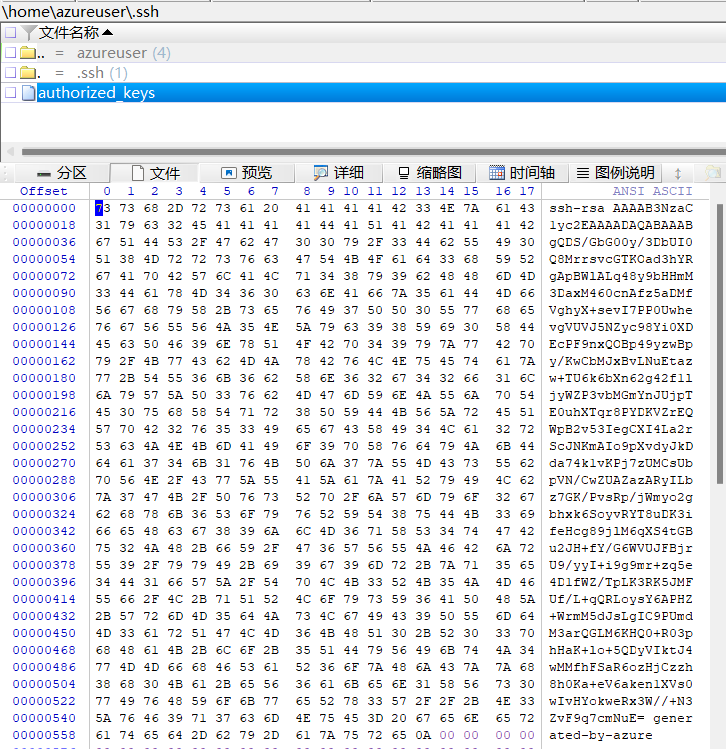 \home\azureuser\.ssh
文件名称
.. = azureuser (4)
. = .ssh (1)
authorized_keys
分区 文件 预览 详细 缩略图 时间轴 图例说明
Offset 0 1 2 3 4 5 6 7 8 9 10 11 12 13 14 15 16 17 ANSI ASCII
00000000 73 73 68 2D 72 73 61 20 41 41 41 41 42 33 4E 7A 61 43 ssh-rsa AAAAB3NzaC
00000018 31 79 63 32 45 41 41 41 41 44 41 51 41 42 41 41 41 42 1yc2EAAAADAQABAAAB
00000036 67 51 44 53 2F 47 62 47 30 30 79 2F 33 44 62 55 49 30 gQDS/GbG00y/3DbUI0
00000054 51 38 4D 72 72 73 76 63 47 54 4B 4F 61 64 33 68 59 52 Q8MrrsvcGTKOad3hYR
00000072 67 41 70 42 57 6C 41 4C 71 34 38 79 39 62 48 48 6D 4D gApBWlALq48y9bHHmM
00000090 33 44 61 78 4D 34 36 30 63 6E 41 66 7A 35 61 44 4D 66 3DaxM460cnAfz5aDMf
00000108 56 67 68 79 58 2B 73 65 76 49 37 50 50 30 55 77 68 65 VghyX+sevI7PP0Uwhe
00000126 76 67 56 55 56 4A 35 4E 5A 79 63 39 38 59 69 30 58 44 vgVUVJ5NZyc98Yi0XD
00000144 45 63 50 46 39 6E 78 51 4F 42 70 34 39 79 7A 77 42 70 EcPF9nxQOBp49yzwBp
00000162 79 2F 4B 77 43 62 4D 4A 78 42 76 4C 4E 75 45 74 61 7A y/KwCbMJxBvLNuEtaz
00000180 77 2B 54 55 36 6B 36 62 58 6E 36 32 67 34 32 66 31 6C w+TU6k6bXn62g42f1l
00000198 6A 79 57 5A 50 33 76 62 4D 47 6D 59 6E 4A 55 6A 70 54 jyWZP3vbMGmYnJUjpT
00000216 45 30 75 68 58 54 71 72 38 50 59 44 4B 56 5A 72 45 51 E0uhXTqr8PYDKVZrEQ
00000234 57 70 42 32 76 35 33 49 65 67 43 58 49 34 4C 61 32 72 WpB2v53IegCXI4La2r
00000252 53 63 4A 4E 4B 6D 41 49 6F 39 70 58 76 64 79 4A 6B 44 ScJNKmAIo9pXvdyJkD
00000270 64 61 37 34 6B 31 76 4B 50 6A 37 7A 55 4D 43 73 55 62 da74k1vKPj7zUMCsUb
00000288 70 56 4E 2F 43 77 5A 55 41 5A 61 7A 41 52 79 49 4C 62 pVN/CwZUAZazARyILb
00000306 7A 37 47 4B 2F 50 76 73 52 70 2F 6A 57 6D 79 6F 32 67 z7GK/PvsRp/jWmyo2g
00000324 62 68 78 6B 36 53 6F 79 76 52 59 54 38 75 44 4B 33 69 bhxk6SoyvRYT8uDK3i
00000342 66 65 48 63 67 38 39 6A 6C 4D 36 71 58 53 34 74 47 42 feHcg89jlM6qXS4tGB
00000360 75 32 4A 48 2B 66 59 2F 47 36 57 56 55 4A 46 42 6A 72 u2JH+fY/G6WVUJFBjr
00000378 55 39 2F 79 79 49 2B 69 39 67 39 6D 72 2B 7A 71 35 65 U9/yyI+i9g9mr+zq5e
00000396 34 44 31 66 57 5A 2F 54 70 4C 4B 33 52 4B 35 4A 4D 46 4D1fWZ/TpLK3RK5JMF
00000414 55 66 2F 4C 2B 71 51 52 4C 6F 79 73 59 36 41 50 48 5A Uf/L+qQRLoysY6APHZ
00000432 2B 57 72 6D 4D 35 64 4A 73 4C 67 49 43 39 50 55 6D 64 +WrmM5dJsLgIC9PUmd
00000450 4D 33 61 72 51 47 4C 4D 36 4B 48 51 30 2B 52 30 33 70 M3arQGLM6KHQ0+R03p
00000468 68 48 61 4B 2B 6C 6F 2B 35 51 44 79 56 49 6B 74 4A 34 hHaK+lo+5QDyVIktJ4
00000486 77 4D 4D 66 68 46 53 61 52 36 6F 7A 48 6A 43 7A 7A 68 wMMfhFSaR6ozHjCzzh
00000504 38 68 30 4B 61 2B 65 56 36 61 6B 65 6E 31 58 56 73 30 8h0Ka+eV6aken1XVs0
00000522 77 49 76 48 59 6F 6B 77 65 52 78 33 57 2F 2F 2B 4E 33 wIvHYokweRx3W//+N3
00000540 5A 76 46 39 71 37 63 6D 4E 75 45 3D 20 67 65 6E 65 72 ZvF9q7cmNuE= gener
00000558 61 74 65 64 2D 62 79 2D 61 7A 75 72 65 0A 00 00 00 00 ated-by-azure